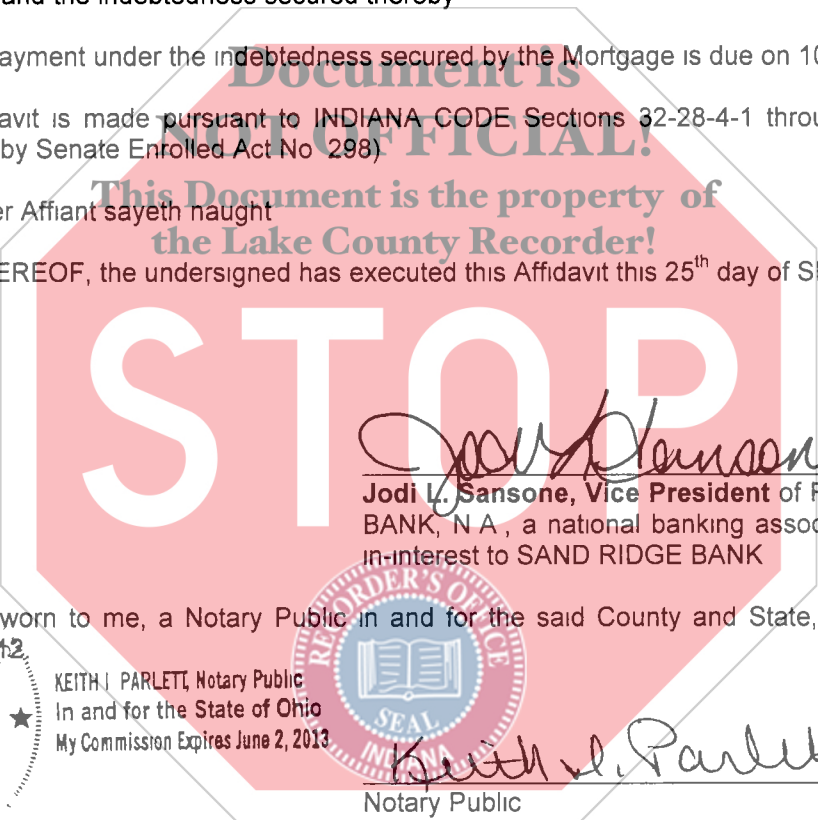 and the indebtedness secured thereby
ayment under the indebtedness secured by the Mortgage is due on 10
Document is
avit is made pursuant to INDIANA CODE Sections 32-28-4-1 throu
NOT OFFICIAL!
by Senate Enrolled Act No 298)
This Document is the property of
er Affiant sayeth naught
the Lake County Recorder!
EREOF, the undersigned has executed this Affidavit this 25th day of S
STOP
Jodi L Sanson
Jodi L. Sansone, Vice President of
BANK, N A , a national banking assoc
in-interest to SAND RIDGE BANK
RECORDER'S OFFICE
worn to me, a Notary Public in and for the said County and State,
KEITH I PARLETT, Notary Public
In and for the State of Ohio
My Commission Expires June 2, 2013
SEAL
INDIANA
Keith I. Parlett
Notary Public